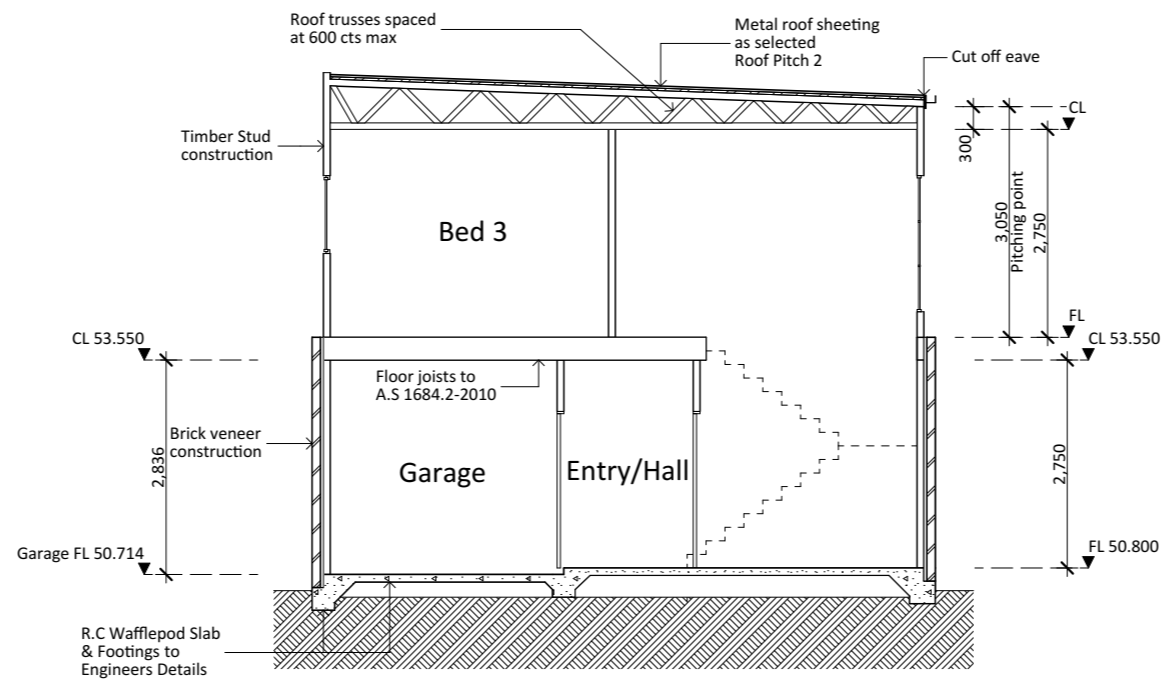 Roof trusses spaced
at 600 cts max
Metal roof sheeting
as selected
Roof Pitch 2
Cut off eave
CL
Timber Stud
construction
300
3,050
Pitching point
2,750
Bed 3
FL
CL 53.550
CL 53.550
Floor joists to
A.S 1684.2-2010
Brick veneer
construction
2,836
Garage
Entry/Hall
2,750
Garage FL 50.714
FL 50.800
R.C Wafflepod Slab
& Footings to
Engineers Details